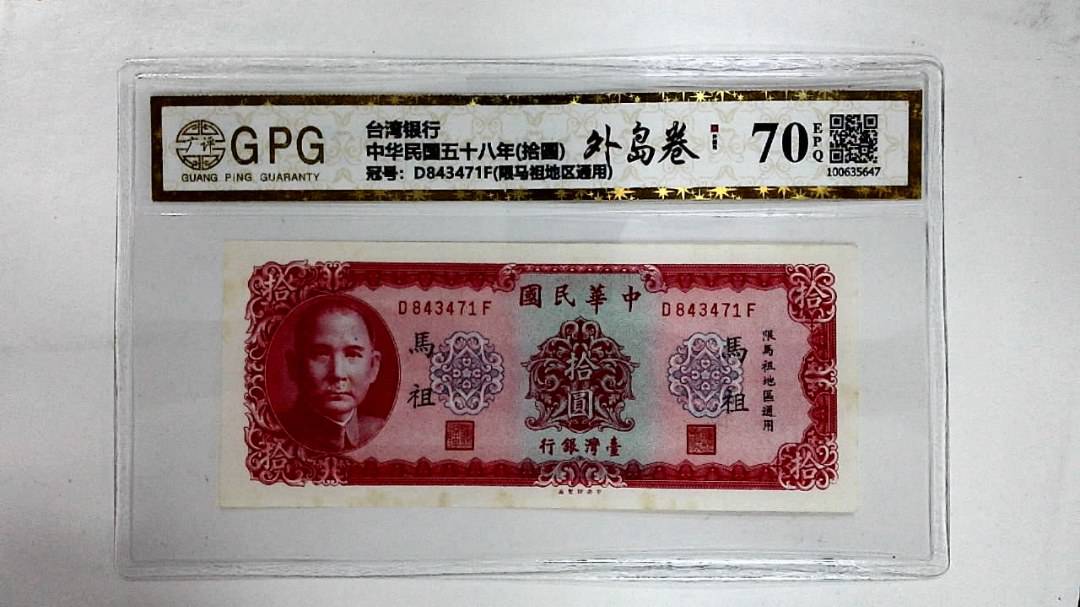 广评
GPG
GUANG PING GUARANTY
台湾银行
中华民国五十八年(拾圆)
冠号：D843471F(限马祖地区通用)
外岛卷
70
EPQ
100635647
中華民國
拾
拾
D843471F
D843471F
馬祖
馬祖
限馬祖地區通用
拾圓
臺灣銀行
拾
拾